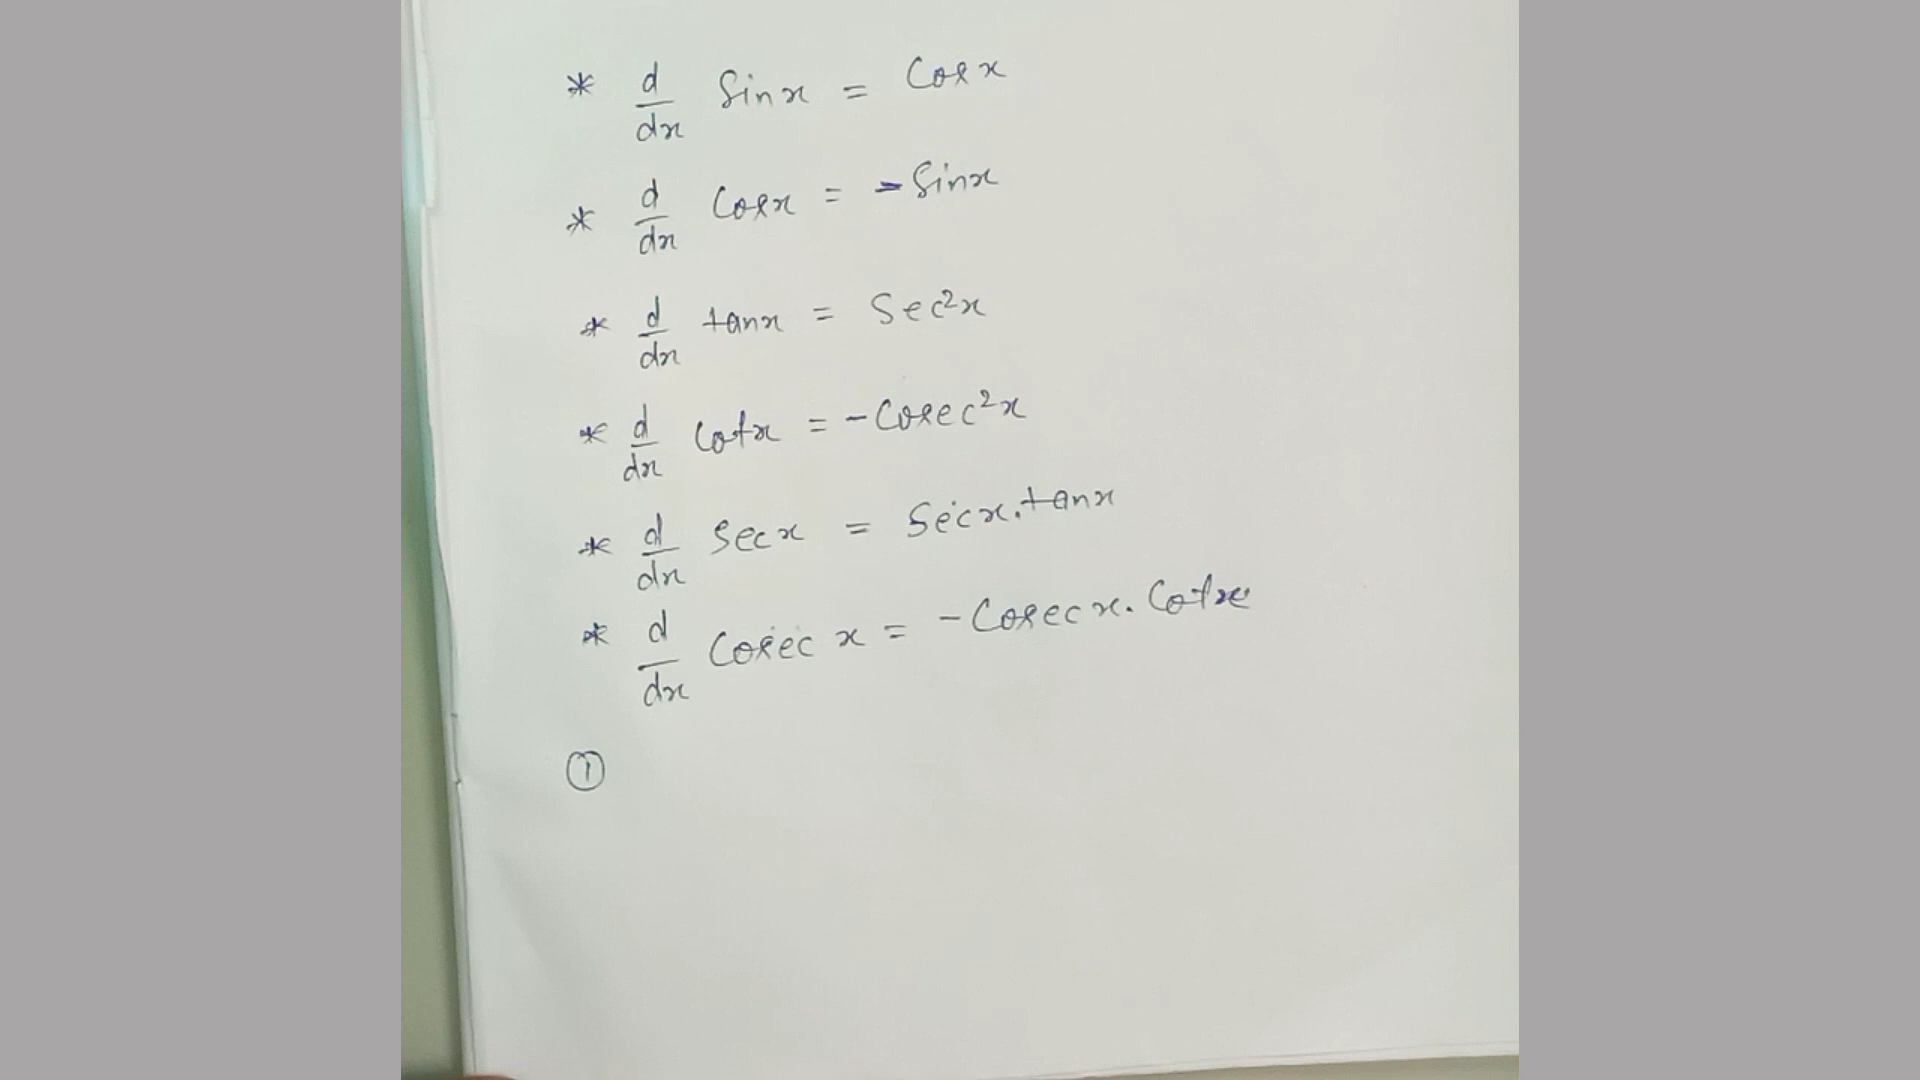 * d/dx Sinx = Cosx
* d/dx Cosx = -Sinx
* d/dx tanx = Sec²x
* d/dx Cotx = -Cosec²x
* d/dx Secx = Secx.tanx
* d/dx Cosec x = -Cosecx.Cotx
①